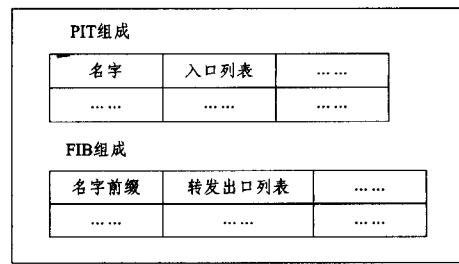 PIT组成
名字 入口列表 ……
…… …… ……
FIB组成
名字前缀 转发出口列表 ……
…… …… ……